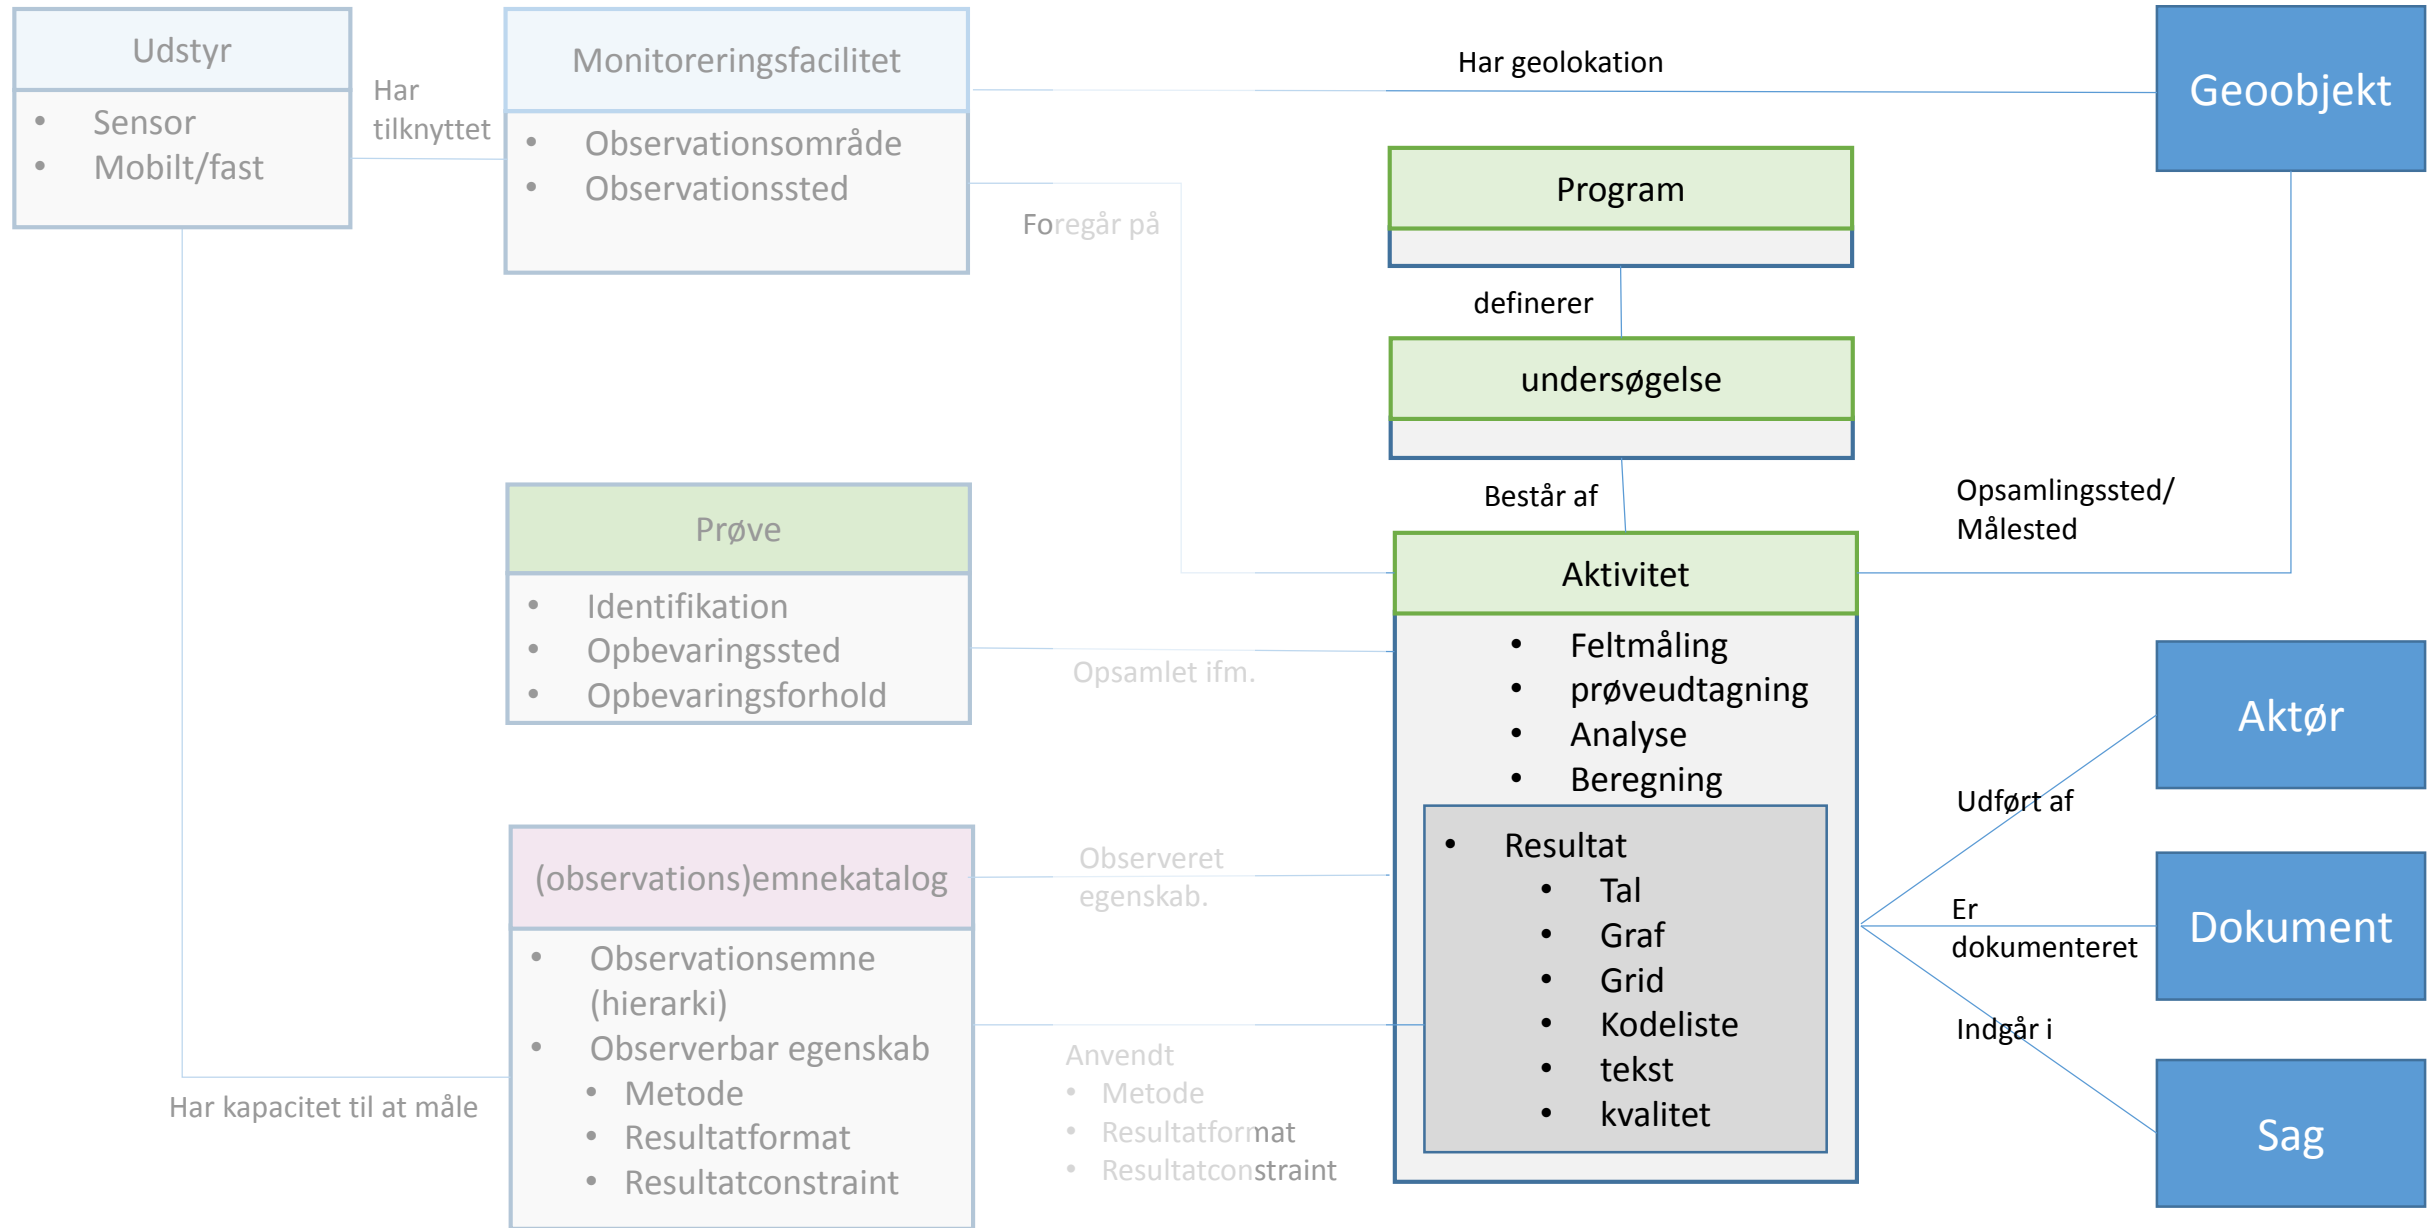 Udstyr
• Sensor
• Mobilt/fast
Har
tilknyttet
Monitoreringsfacilitet
• Observationsområde
• Observationssted
Har geolokation
Geoobjekt
Foregår på
Program
definerer
undersøgelse
Består af
Opsamlingssted/
Målested
Prøve
• Identifikation
• Opbevaringssted
• Opbevaringsforhold
Opsamlet ifm.
Aktivitet
• Feltmåling
• prøveudtagning
• Analyse
• Beregning
• Resultat
• Tal
• Graf
• Grid
• Kodeliste
• tekst
• kvalitet
(observations)emnekatalog
• Observationsemne
(hierarki)
• Observerbar egenskab
• Metode
• Resultatformat
• Resultatconstraint
Observeret
egenskab.
Anvendt
• Metode
• Resultatformat
• Resultatconstraint
Har kapacitet til at måle
Udført af
Aktør
Er
dokumenteret
Dokument
Indgår i
Sag